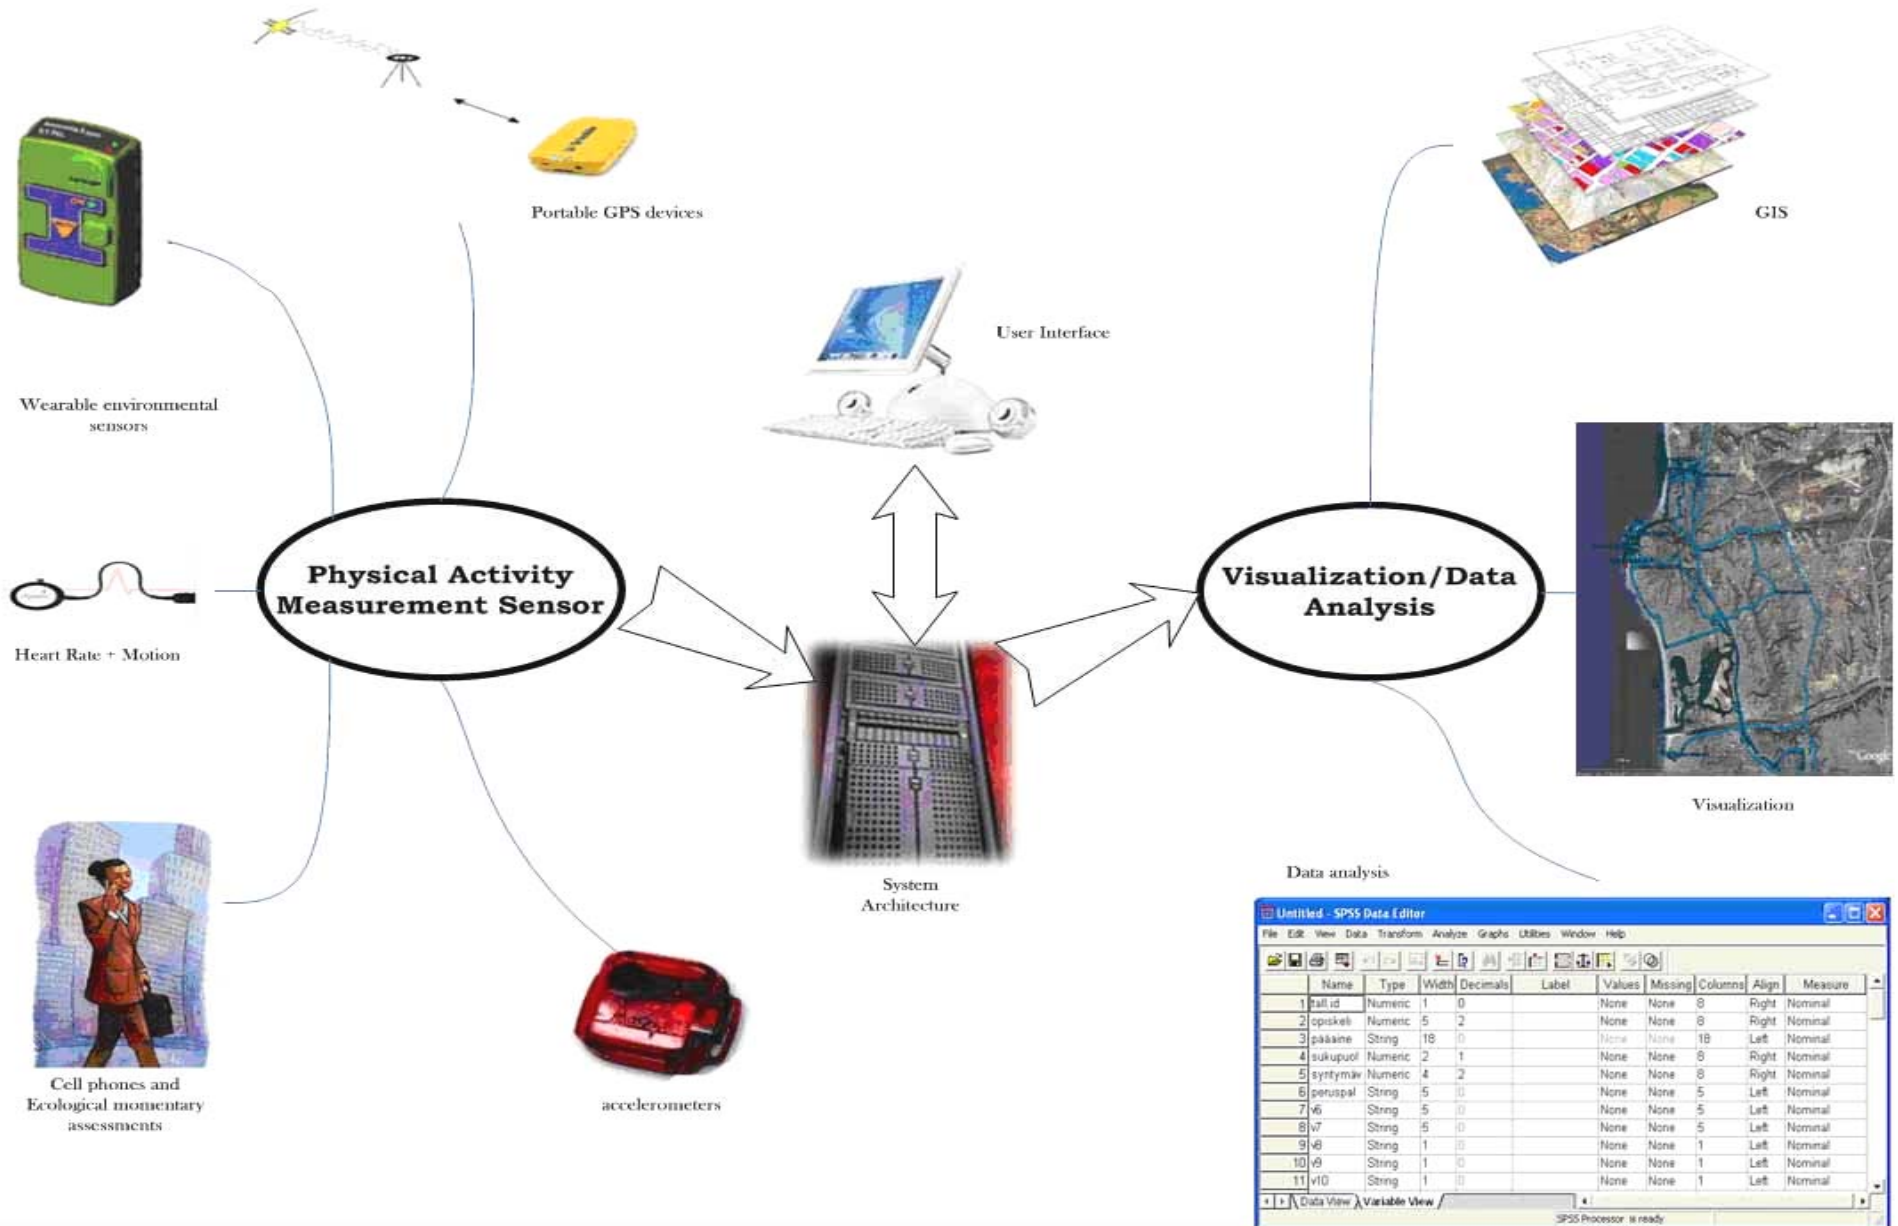 Portable GPS devices
GIS
User Interface
Wearable environmental
sensors
Physical Activity
Measurement Sensor
Visualization/Data
Analysis
Heart Rate + Motion
Visualization
System
Architecture
Data analysis
Cell phones and
Ecological momentary
assessments
accelerometers
Google
Untitled - SPSS Data Editor
File Edit View Data Transform Analyze Graphs Utilities Window Help
Name Type Width Decimals Label Values Missing Columns Align Measure
1 tall.id Numeric 1 0 None None 8 Right Nominal
2 opiskeli Numeric 5 2 None None 8 Right Nominal
3 pääaine String 18 0 None None 18 Left Nominal
4 sukupuol Numeric 2 1 None None 8 Right Nominal
5 syntymäv Numeric 4 2 None None 8 Right Nominal
6 peruspal String 5 0 None None 5 Left Nominal
7 v6 String 5 0 None None 5 Left Nominal
8 v7 String 5 0 None None 5 Left Nominal
9 v8 String 1 0 None None 1 Left Nominal
10 v9 String 1 0 None None 1 Left Nominal
11 v10 String 1 0 None None 1 Left Nominal
Data View Variable View
SPSS Processor is ready